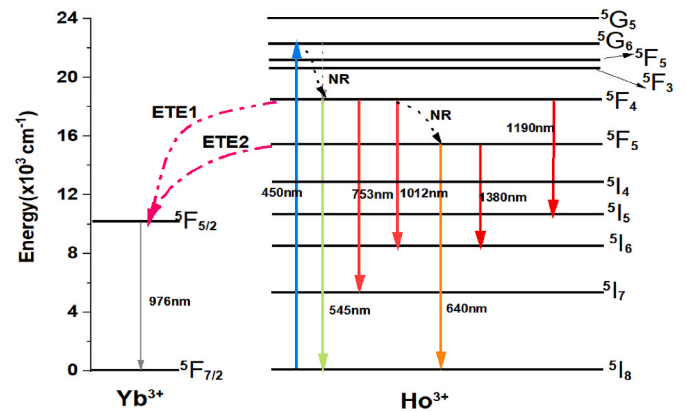 24
20
16
12
8
4
0
Energy(x10³ cm⁻¹)
⁵G₅
⁵G₆
⁵F₅
⁵F₃
⁵F₄
⁵F₅
⁵I₄
⁵I₅
⁵I₆
⁵I₇
⁵I₈
NR
NR
ETE1
ETE2
1190nm
450nm
753nm
1012nm
1380nm
⁵F₅/₂
976nm
545nm
640nm
⁵F₇/₂
Yb³⁺
Ho³⁺